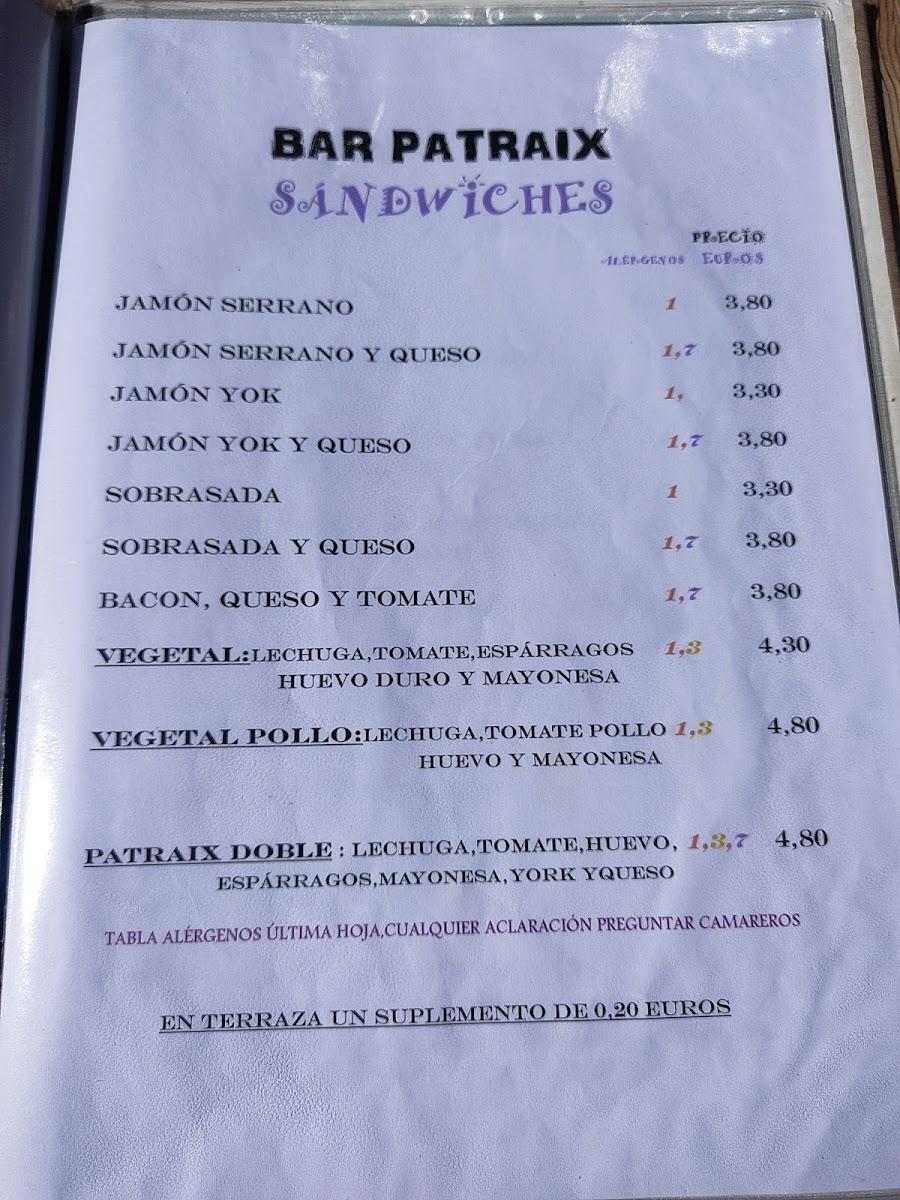 BAR PATRAIX
SÁNDWICHES
PRECIO
ALÉRGENOS EUROS
JAMÓN SERRANO 1 3,80
JAMÓN SERRANO Y QUESO 1,7 3,80
JAMÓN YOK 1, 3,30
JAMÓN YOK Y QUESO 1,7 3,80
SOBRASADA 1 3,30
SOBRASADA Y QUESO 1,7 3,80
BACON, QUESO Y TOMATE 1,7 3,80
VEGETAL:LECHUGA,TOMATE,ESPÁRRAGOS 1,3 4,30
HUEVO DURO Y MAYONESA
VEGETAL POLLO:LECHUGA,TOMATE POLLO 1,3 4,80
HUEVO Y MAYONESA
PATRAIX DOBLE : LECHUGA,TOMATE,HUEVO, 1,3,7 4,80
ESPÁRRAGOS,MAYONESA,YORK YQUESO
TABLA ALÉRGENOS ÚLTIMA HOJA,CUALQUIER ACLARACIÓN PREGUNTAR CAMAREROS
EN TERRAZA UN SUPLEMENTO DE 0,20 EUROS